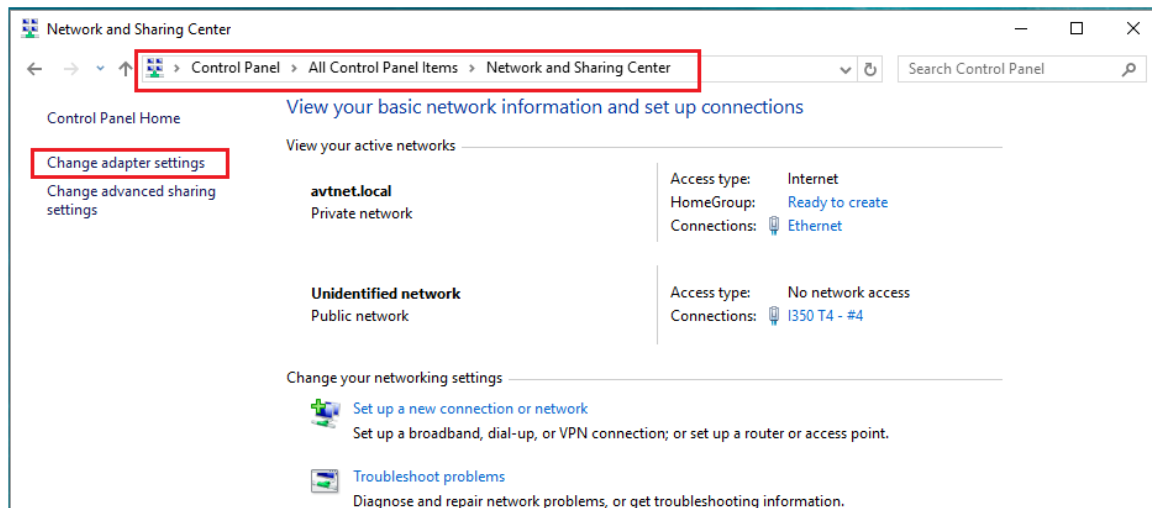 Network and Sharing Center
Control Panel > All Control Panel Items > Network and Sharing Center
Search Control Panel
Control Panel Home
Change adapter settings
Change advanced sharing
settings
View your basic network information and set up connections
View your active networks
avtnet.local
Private network
Access type: Internet
HomeGroup: Ready to create
Connections: Ethernet
Unidentified network
Public network
Access type: No network access
Connections: I350 T4 - #4
Change your networking settings
Set up a new connection or network
Set up a broadband, dial-up, or VPN connection; or set up a router or access point.
Troubleshoot problems
Diagnose and repair network problems, or get troubleshooting information.